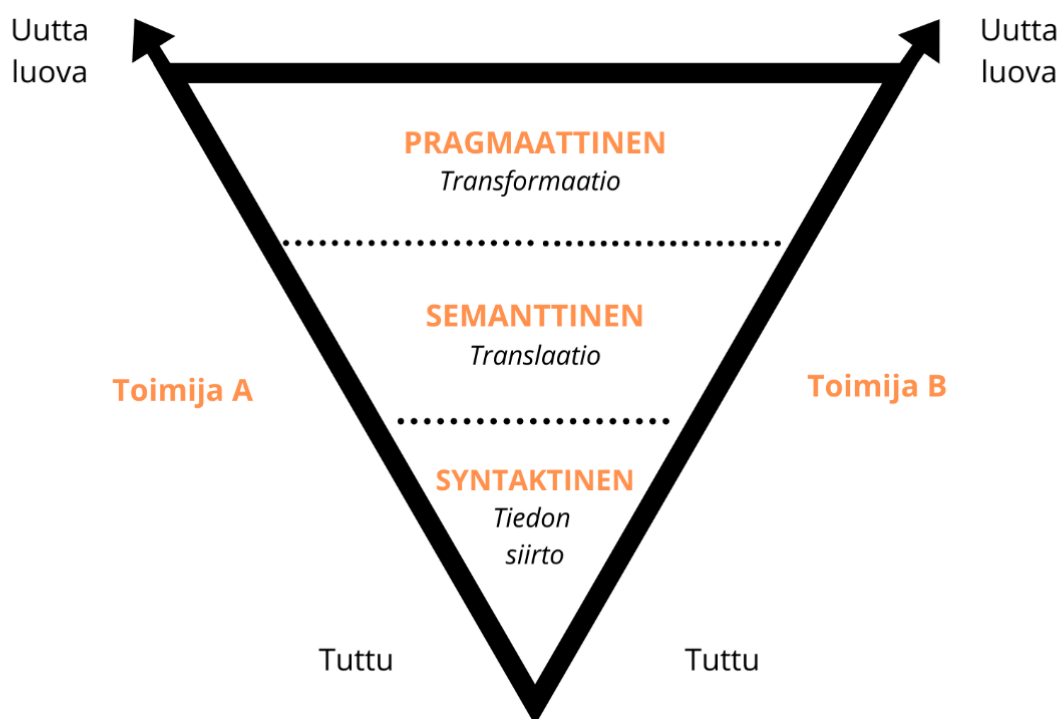 Uutta
luova
Uutta
luova
PRAGMAATTINEN
Transformaatio
SEMANTTINEN
Translaatio
Toimija A
Toimija B
SYNTAKTINEN
Tiedon
siirto
Tuttu
Tuttu